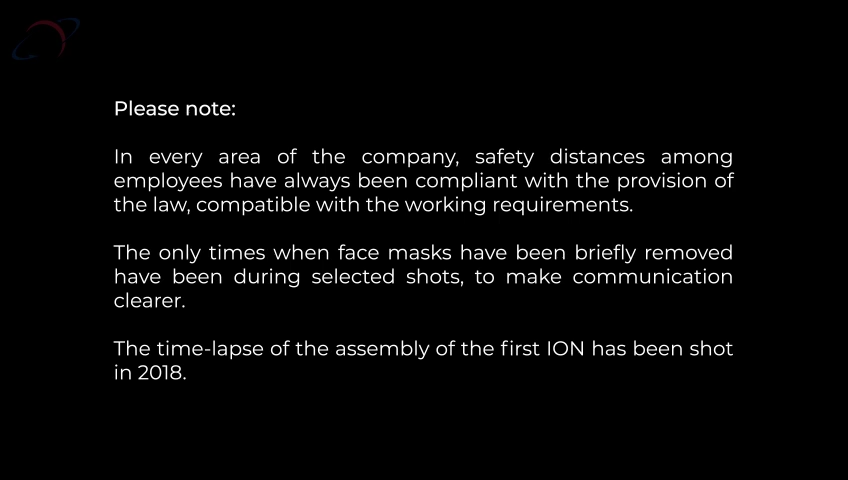 Please note:
In every area of the company, safety distances among
employees have always been compliant with the provision of
the law, compatible with the working requirements.
The only times when face masks have been briefly removed
have been during selected shots, to make communication
clearer.
The time-lapse of the assembly of the first ION has been shot
in 2018.